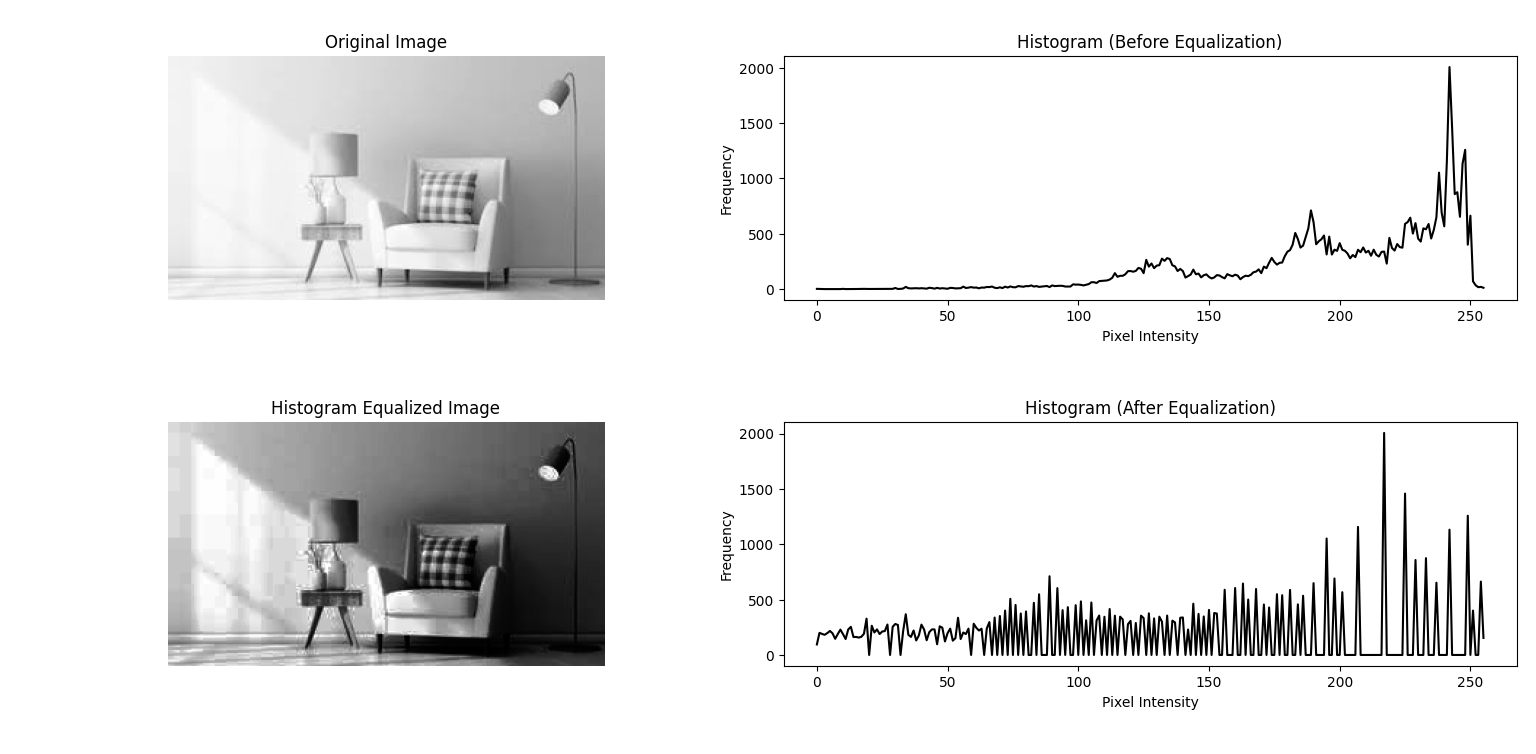 Original Image
Histogram (Before Equalization)
2000
1500
1000
500
0
Frequency
0 50 100 150 200 250
Pixel Intensity
Histogram Equalized Image
Histogram (After Equalization)
2000
1500
1000
500
0
Frequency
0 50 100 150 200 250
Pixel Intensity